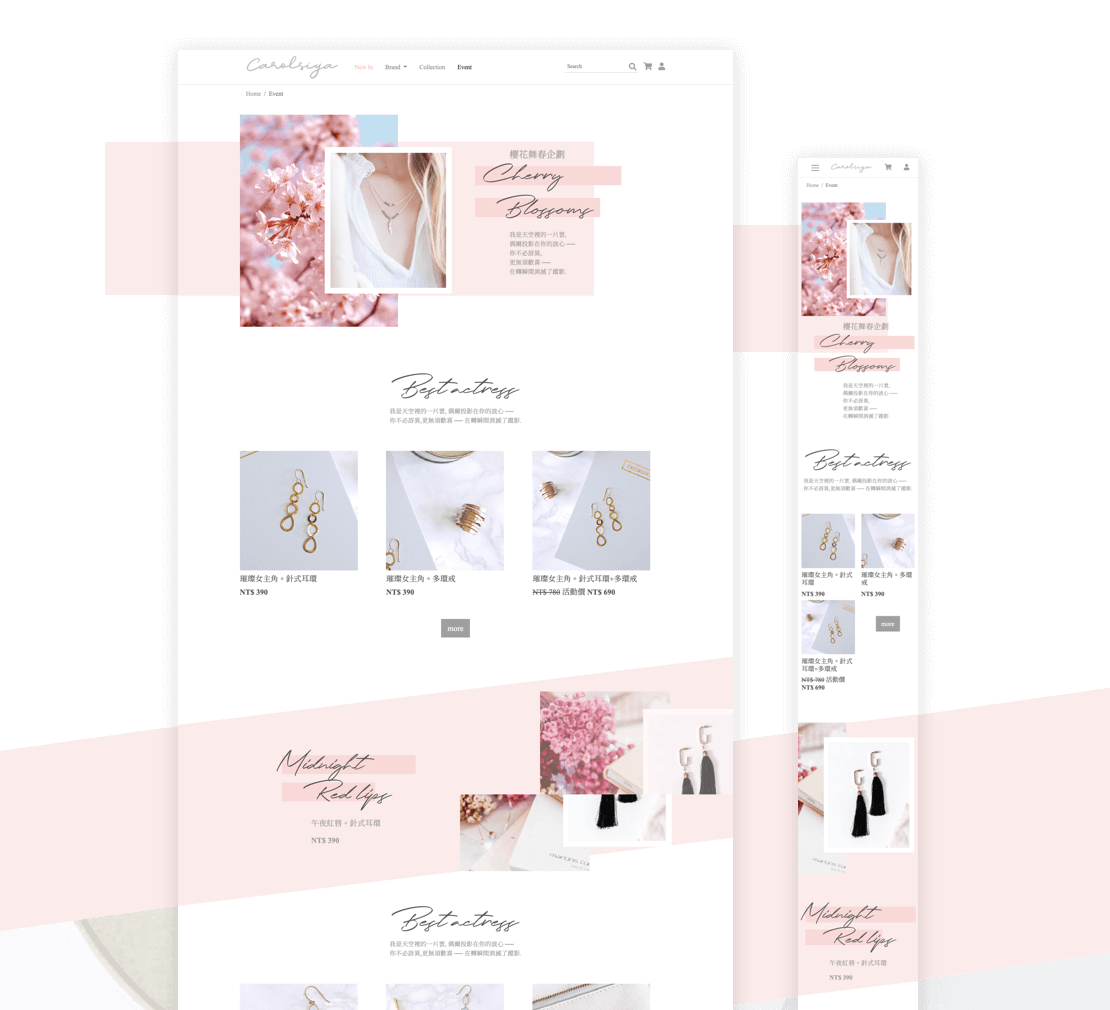 Carolsiya
New In
Brand
Collection
Event
Search
Home / Event
櫻花舞春企劃
Cherry
Blossoms
我是天空裡的一片雲,
偶爾投影在你的波心 —
你不必訝異,
更無須歡喜 —
在轉瞬間消滅了蹤影.
Best actress
我是天空裡的一片雲, 偶爾投影在你的波心 —
你不必訝異,更無須歡喜 — 在轉瞬間消滅了蹤影.
璀璨女主角。針式耳環
NT$ 390
璀璨女主角。多環戒
NT$ 390
璀璨女主角。針式耳環+多環戒
NT$ 780 活動價 NT$ 690
more
Midnight
Red lips
午夜紅唇。針式耳環
NT$ 390
Best actress
我是天空裡的一片雲, 偶爾投影在你的波心 —
你不必訝異,更無須歡喜 — 在轉瞬間消滅了蹤影.
Carolsiya
Home / Event
櫻花舞春企劃
Cherry
Blossoms
我是天空裡的一片雲,
偶爾投影在你的波心 —
你不必訝異,
更無須歡喜 —
在轉瞬間消滅了蹤影.
Best actress
我是天空裡的一片雲, 偶爾投影在你的波心 —
你不必訝異,更無須歡喜 — 在轉瞬間消滅了蹤影.
璀璨女主角。針式
耳環
NT$ 390
璀璨女主角。多環
戒
NT$ 390
璀璨女主角。針式
耳環+多環戒
NT$ 780 活動價
NT$ 690
more
Midnight
Red lips
午夜紅唇。針式耳環
NT$ 390